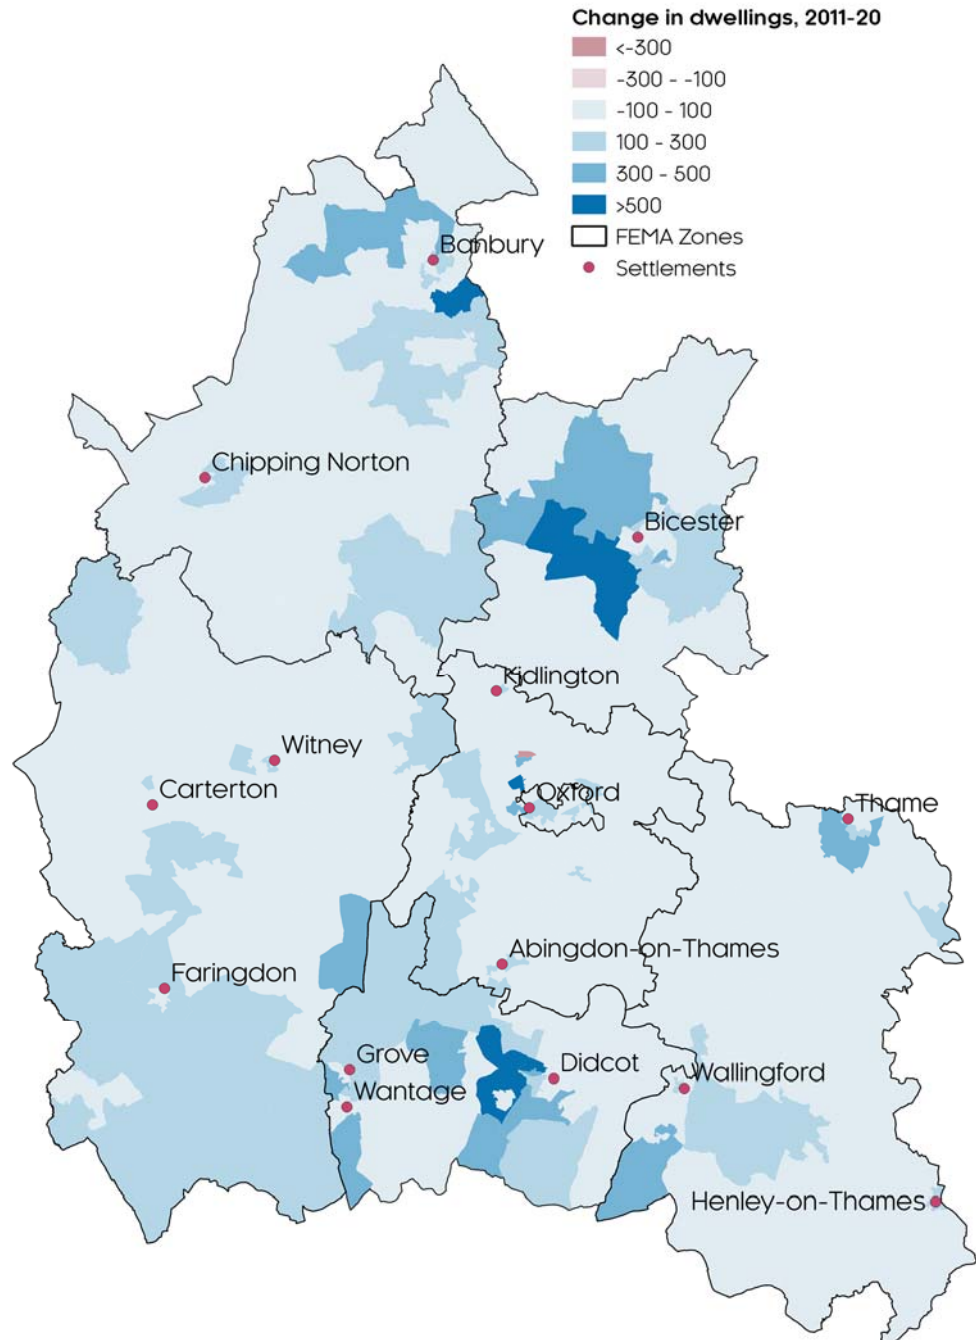 Change in dwellings, 2011-20
<-300
-300 - -100
-100 - 100
100 - 300
300 - 500
>500
FEMA Zones
Settlements
Banbury
Chipping Norton
Bicester
Kidlington
Witney
Carterton
Oxford
Thame
Abingdon-on-Thames
Faringdon
Grove
Didcot
Wantage
Wallingford
Henley-on-Thames